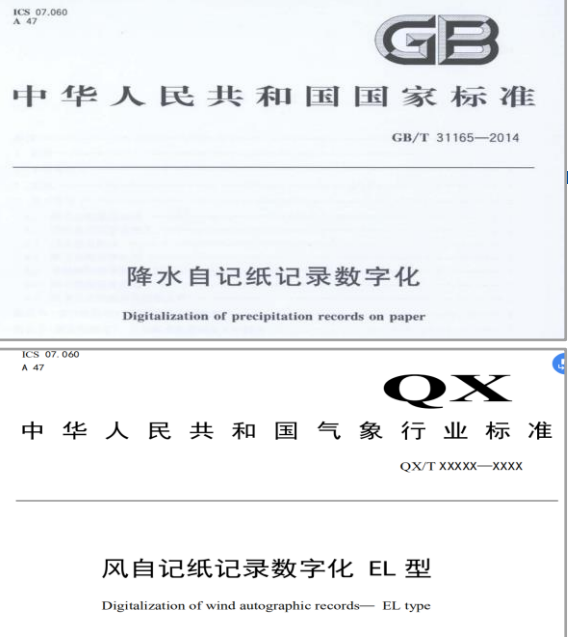 ICS 07.060
A 47
GB
中华人民共和国国家标准
GB/T 31165—2014
降水自记纸记录数字化
Digitalization of precipitation records on paper
ICS 07.060
A 47
QX
中华人民共和国气象行业标准
QX/T XXXXX—XXXX
风自记纸记录数字化 EL 型
Digitalization of wind autographic records— EL type